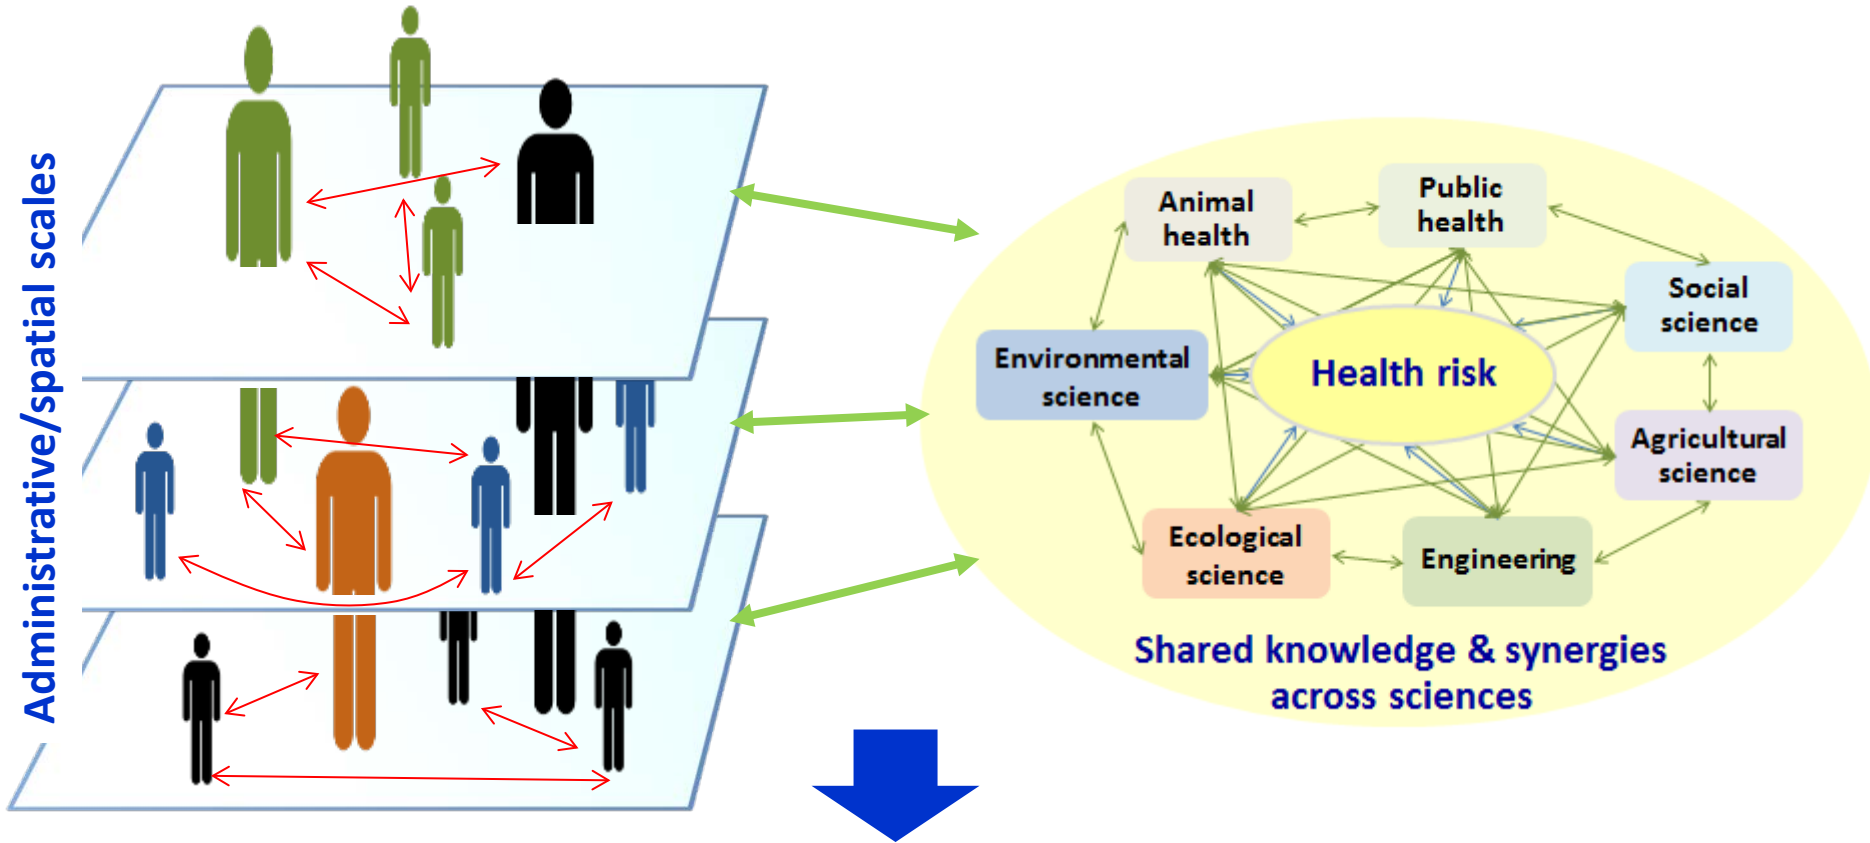 Administrative/spatial scales
Animal
health
Public
health
Social
science
Environmental
science
Health risk
Agricultural
science
Ecological
science
Engineering
Shared knowledge & synergies
across sciences